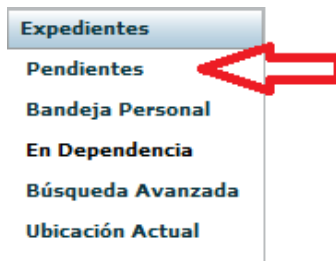 Expedientes
Pendientes
Bandeja Personal
En Dependencia
Búsqueda Avanzada
Ubicación Actual